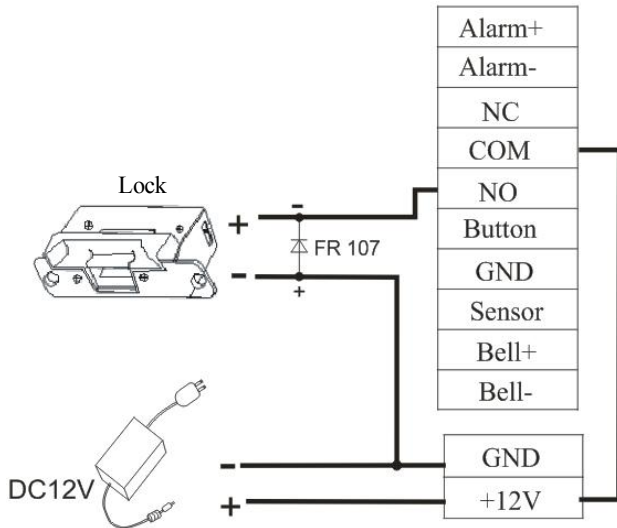 Alarm+
Alarm-
NC
COM
NO
Button
GND
Sensor
Bell+
Bell-
Lock
+
-
-
FR 107
+
DC12V
-
+
GND
+12V